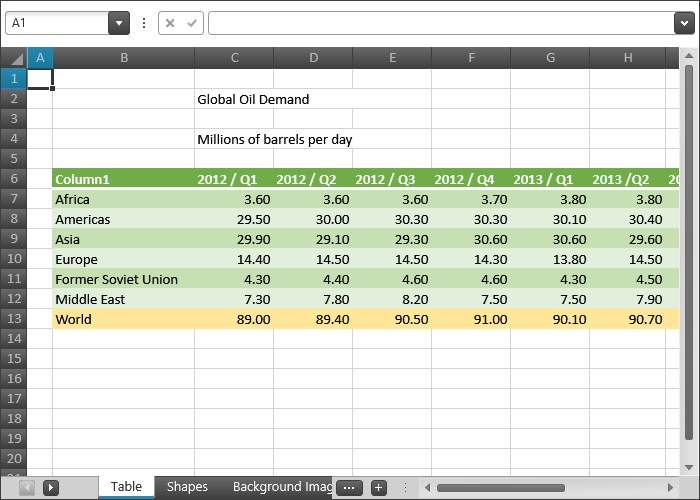 A1
A B C D E F G H
1
2 Global Oil Demand
3
4 Millions of barrels per day
5
6 Column1 2012 / Q1 2012 / Q2 2012 / Q3 2012 / Q4 2013 / Q1 2013 /Q2 20
7 Africa 3.60 3.60 3.60 3.70 3.80 3.80
8 Americas 29.50 30.00 30.30 30.30 30.10 30.40
9 Asia 29.90 29.10 29.30 30.60 30.60 29.60
10 Europe 14.40 14.50 14.50 14.30 13.80 14.50
11 Former Soviet Union 4.30 4.40 4.60 4.60 4.30 4.50
12 Middle East 7.30 7.80 8.20 7.50 7.50 7.90
13 World 89.00 89.40 90.50 91.00 90.10 90.70
14
15
16
17
18
19
20
Table Shapes Background Imag